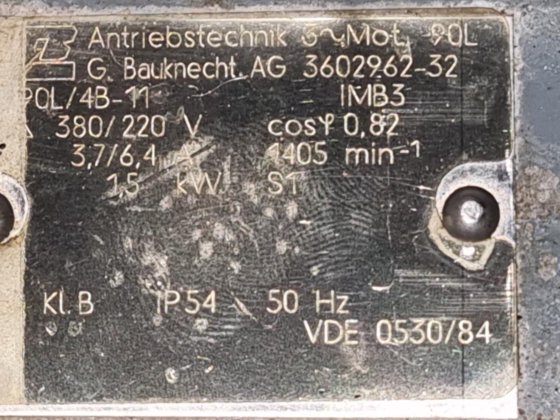 Antriebstechnik 3~Mot. 90L
G. Bauknecht AG 3602962-32
90L/4B-11 IMB3
380/220 V cosφ 0,82
3,7/6,4 A 1405 min-1
1,5 kW S1
Kl.B IP54 50 Hz
VDE 0530/84